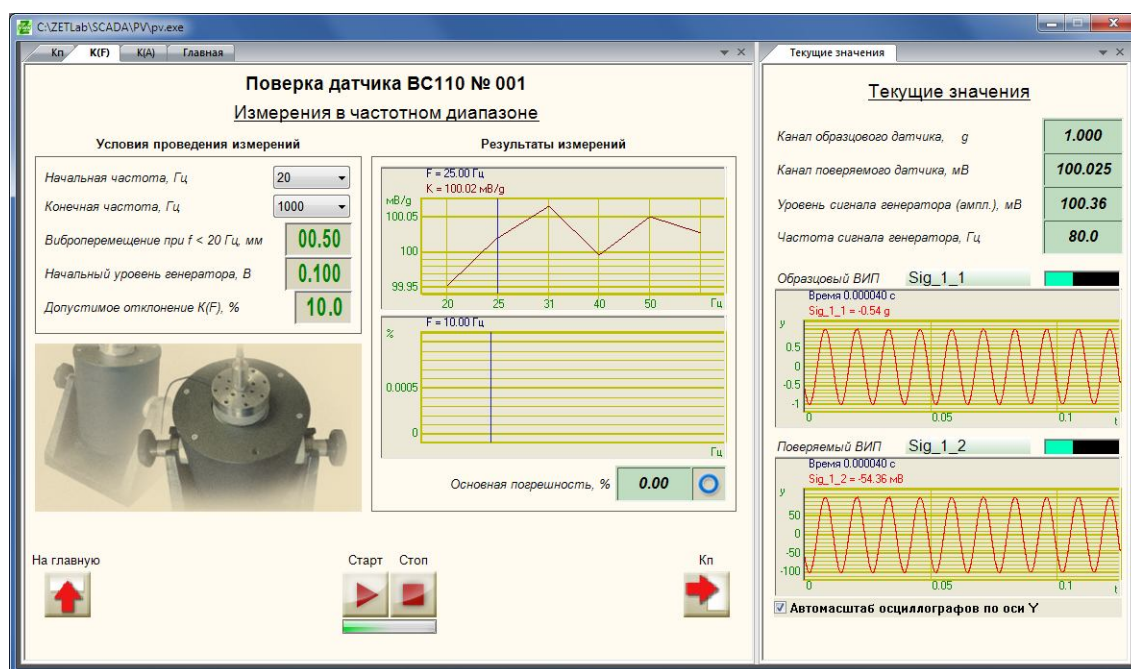 C:\ZETLab\SCADA\PV\pv.exe
Кп K(F) K(A) Главная
Поверка датчика ВС110 № 001
Измерения в частотном диапазоне
Условия проведения измерений
Начальная частота, Гц 20
Конечная частота, Гц 1000
Виброперемещение при f < 20 Гц, мм 00.50
Начальный уровень генератора, В 0.100
Допустимое отклонение K(F), % 10.0
Результаты измерений
F = 25.00 Гц
K = 100.02 мВ/g
мВ/g
100.05
100
99.95
20 25 31 40 50 Гц
F = 10.00 Гц
%
0.0005
0
Гц
Основная погрешность, % 0.00
На главную
Старт Стоп
Кп
Текущие значения
Текущие значения
Канал образцового датчика, g 1.000
Канал поверяемого датчика, мВ 100.025
Уровень сигнала генератора (ампл.), мВ 100.36
Частота сигнала генератора, Гц 80.0
Образцовый ВИП Sig_1_1
Время 0.000040 с
Sig_1_1 = -0.54 g
y
0.5
0
-0.5
-1
0 0.05 0.1 t
Поверяемый ВИП Sig_1_2
Время 0.000040 с
Sig_1_2 = -54.36 мВ
y
50
0
-50
-100
0 0.05 0.1 t
Автомасштаб осциллографов по оси Y